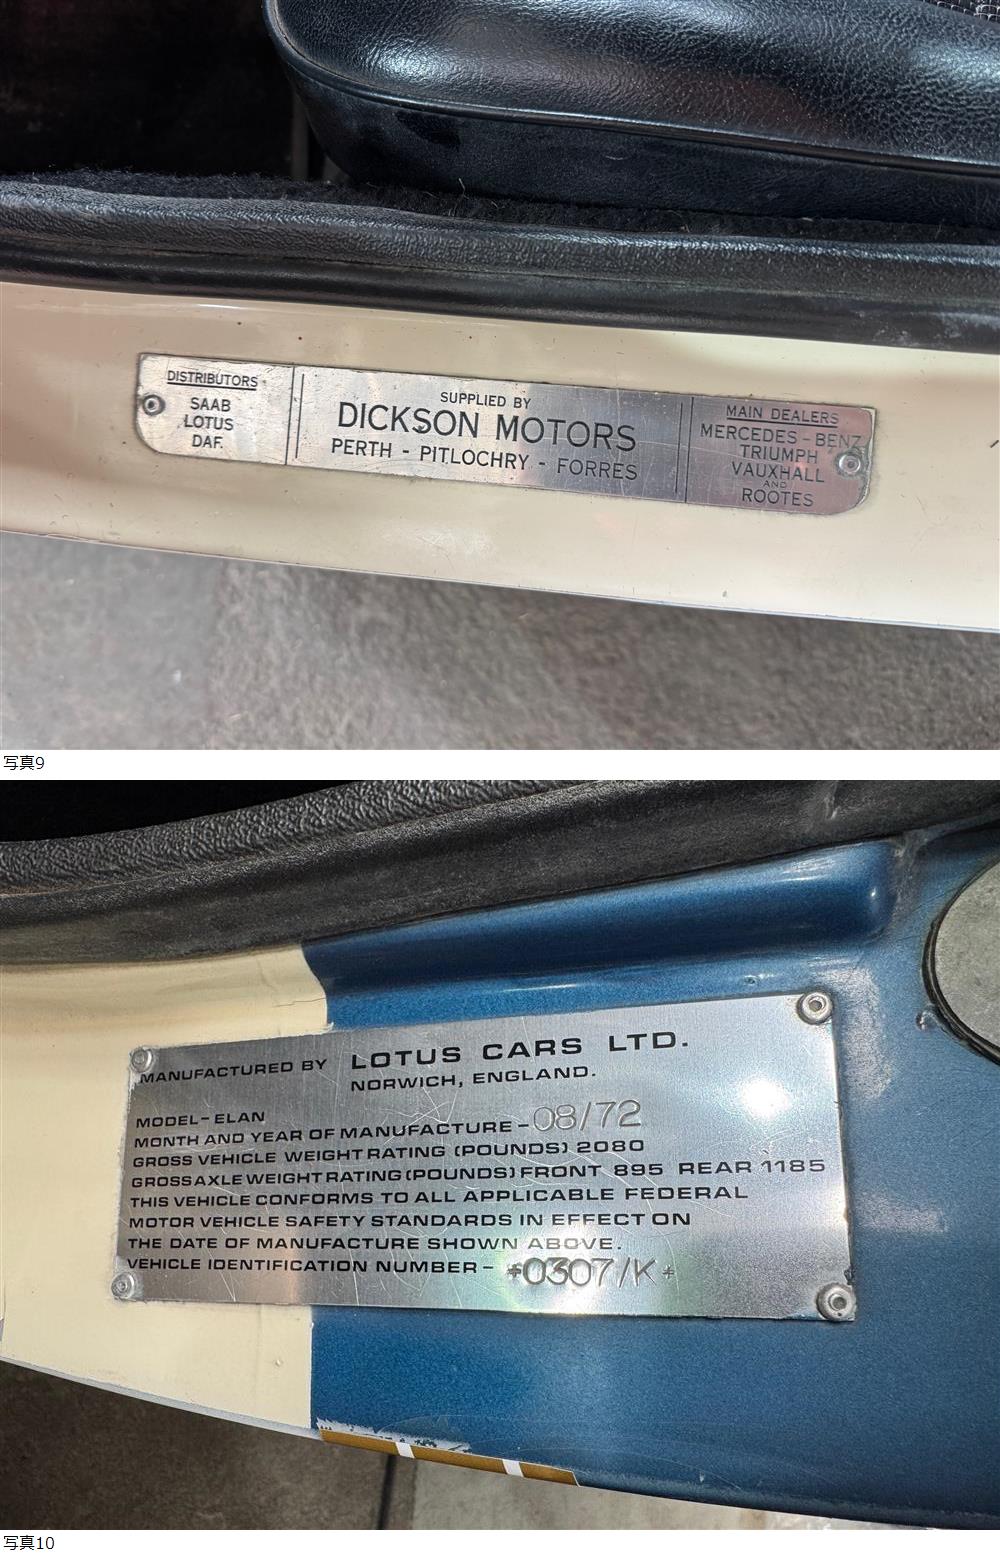 DISTRIBUTORS
SAAB
LOTUS
DAF.
SUPPLIED BY
DICKSON MOTORS
PERTH - PITLOCHRY - FORRES
MAIN DEALERS
MERCEDES-BENZ
TRIUMPH
VAUXHALL
AND
ROOTES
写真9
MANUFACTURED BY LOTUS CARS LTD.
NORWICH, ENGLAND.
MODEL-ELAN
MONTH AND YEAR OF MANUFACTURE-08/72
GROSS VEHICLE WEIGHT RATING (POUNDS) 2080
GROSS AXLE WEIGHT RATING (POUNDS) FRONT 895 REAR 1185
THIS VEHICLE CONFORMS TO ALL APPLICABLE FEDERAL
MOTOR VEHICLE SAFETY STANDARDS IN EFFECT ON
THE DATE OF MANUFACTURE SHOWN ABOVE.
VEHICLE IDENTIFICATION NUMBER- *0307/K*
写真10